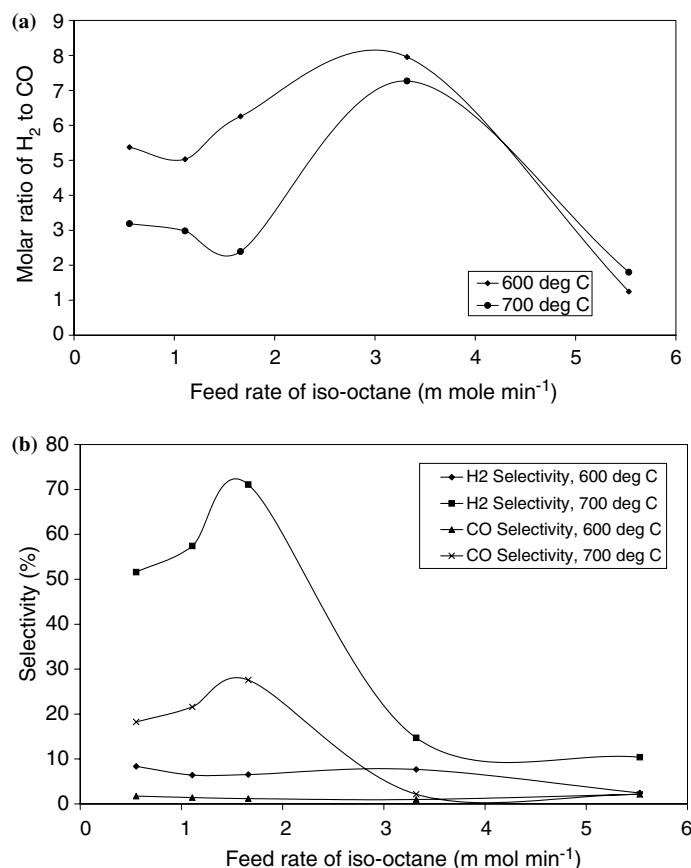 (a)
9
8
7
6
5
4
3
2
1
0
Molar ratio of H₂ to CO
600 deg C
700 deg C
0 1 2 3 4 5 6
Feed rate of iso-octane (m mole min⁻¹)
(b)
80
70
60
50
40
30
20
10
0
Selectivity (%)
H2 Selectivity, 600 deg C
H2 Selectivity, 700 deg C
CO Selectivity, 600 deg C
CO Selectivity, 700 deg C
0 1 2 3 4 5 6
Feed rate of iso-octane (m mol min⁻¹)